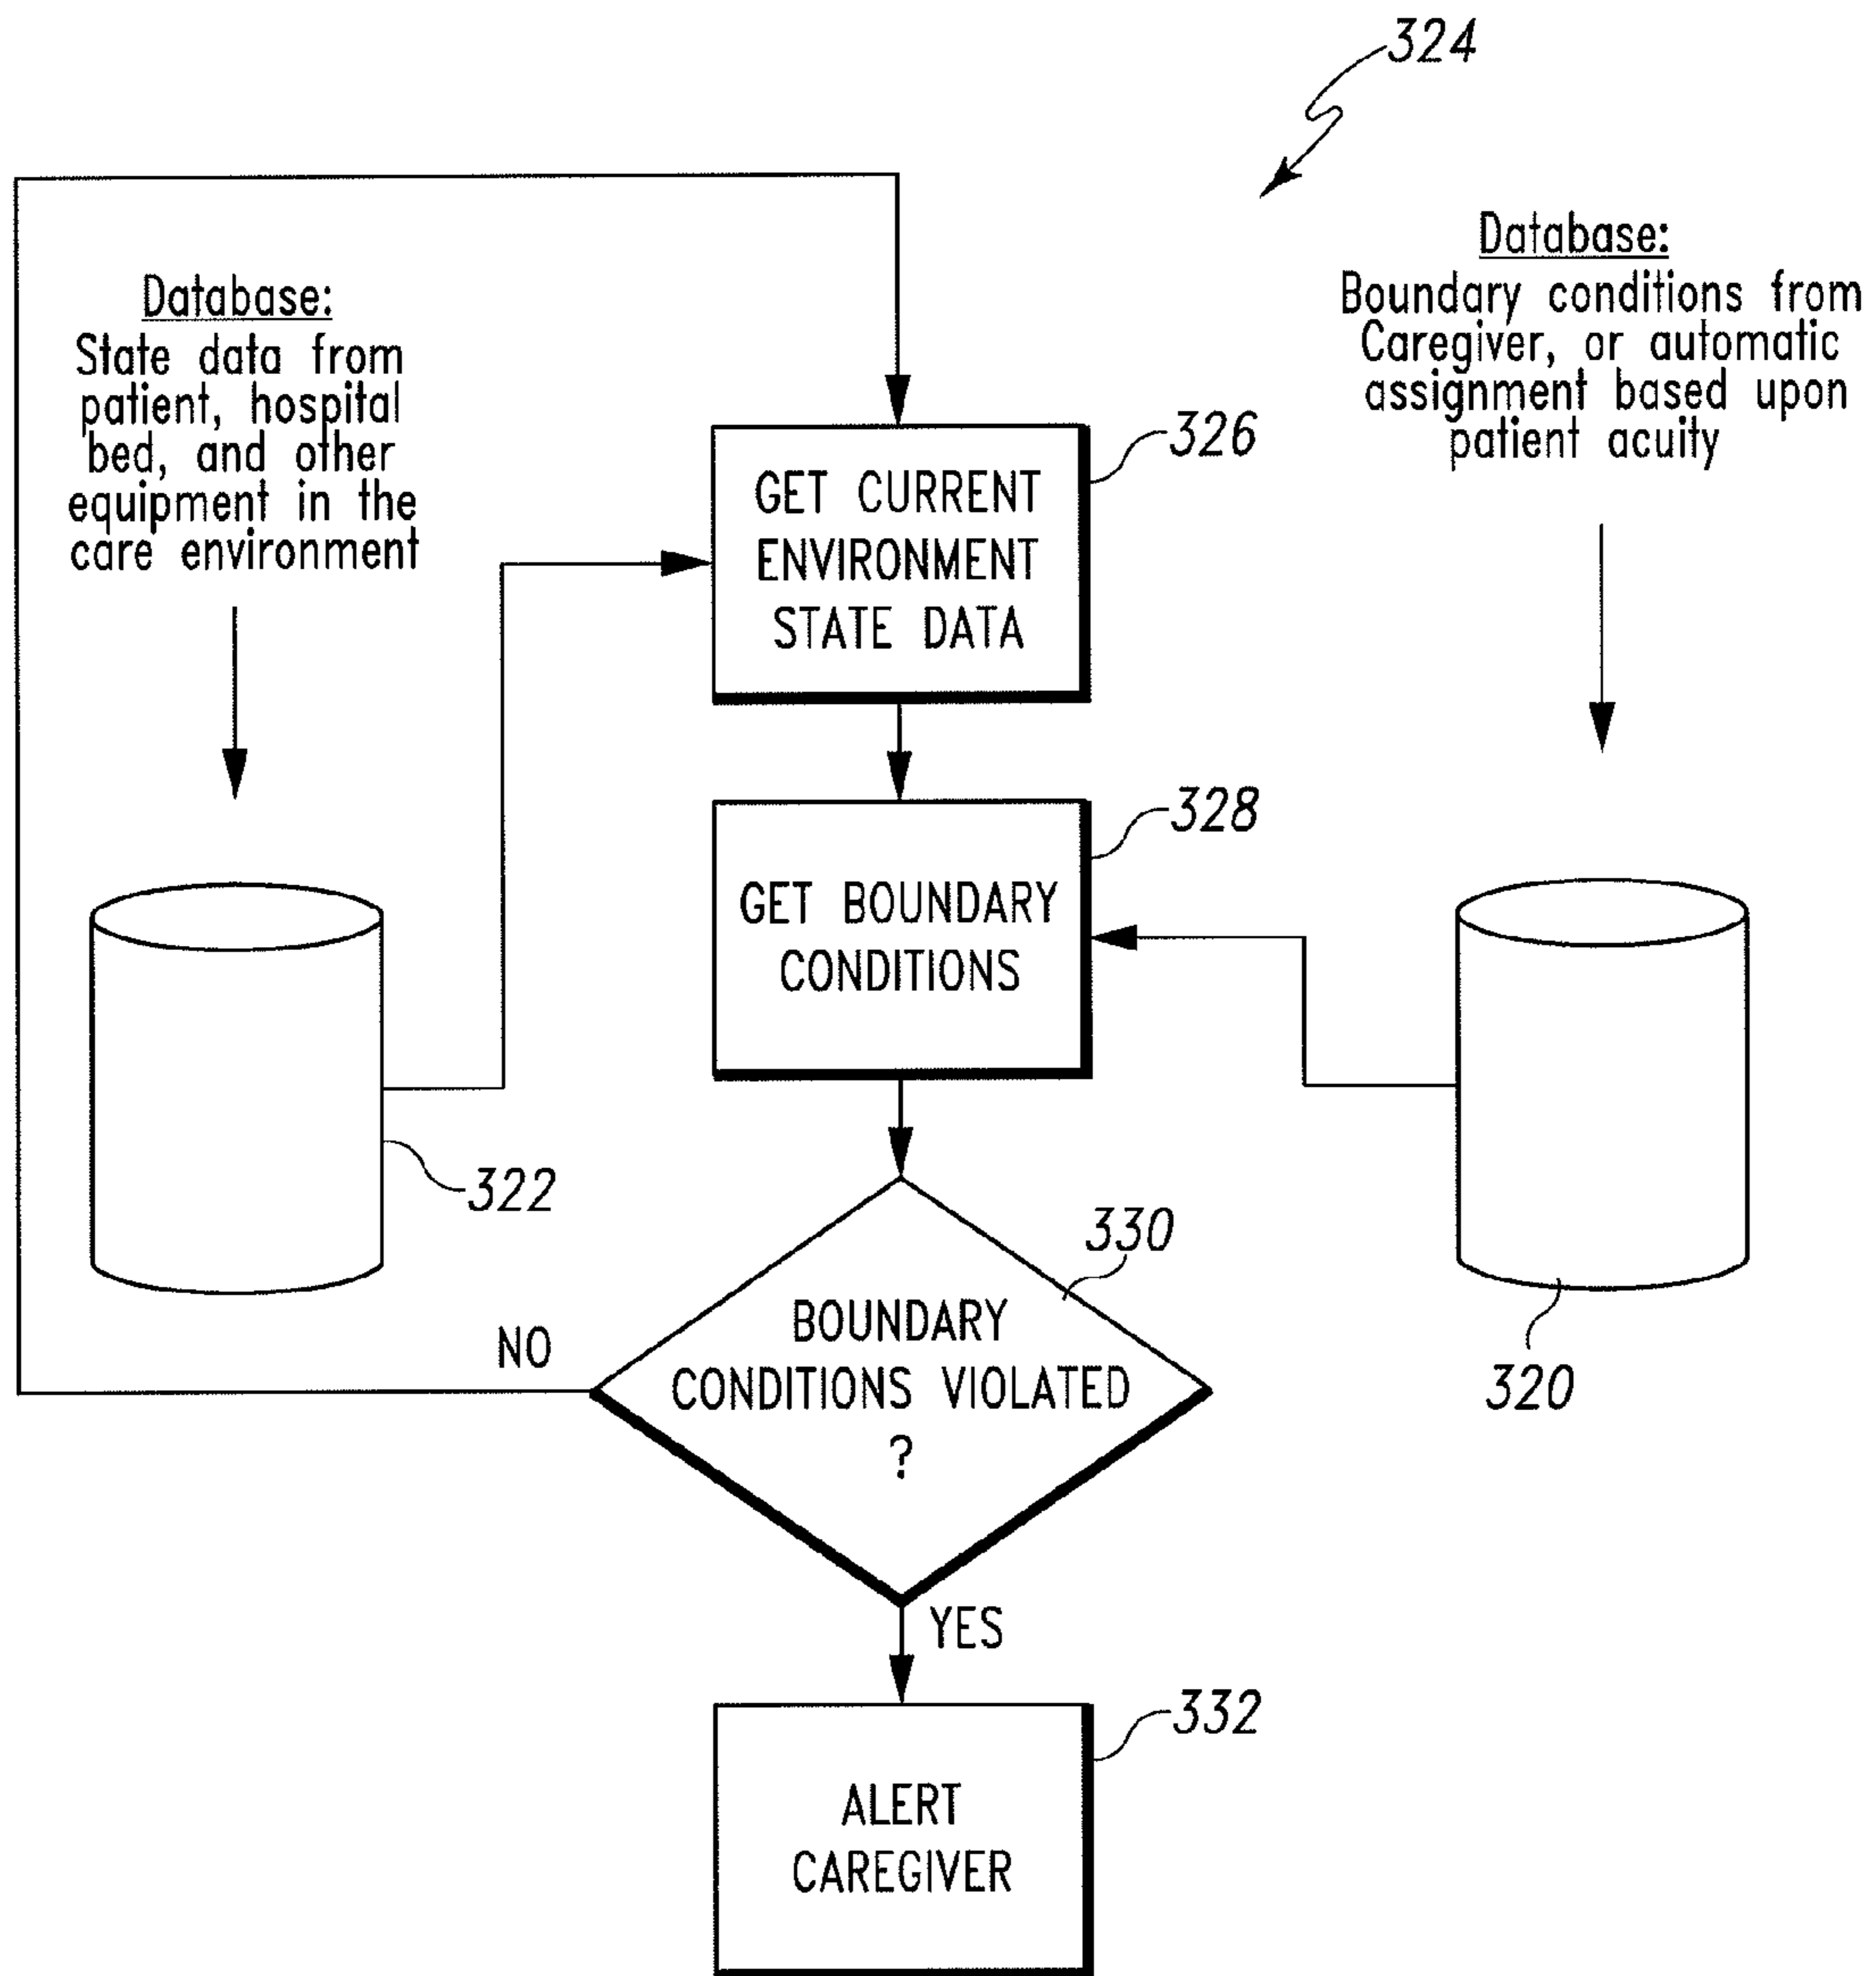 324
Database:
State data from
patient, hospital
bed, and other
equipment in the
care environment
Database:
Boundary conditions from
Caregiver, or automatic
assignment based upon
patient acuity
326
GET CURRENT
ENVIRONMENT
STATE DATA
328
GET BOUNDARY
CONDITIONS
322
330
BOUNDARY
CONDITIONS VIOLATED
?
NO
320
YES
332
ALERT
CAREGIVER